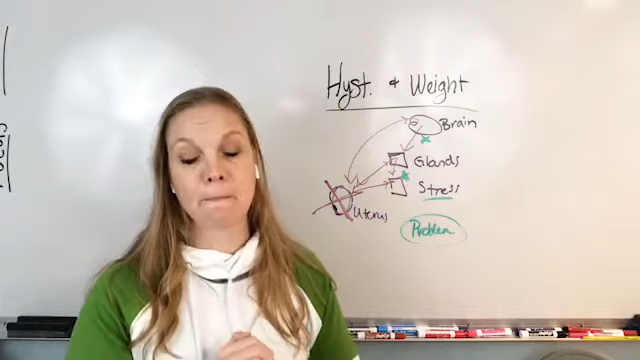 Hyst. + Weight
Brain
Glands
Stress
Uterus
Problem